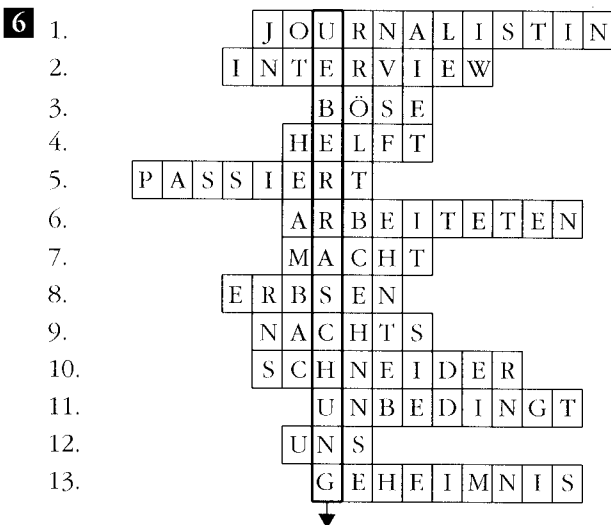 6
1. JOURNALISTIN
2. INTERVIEW
3. BÖSE
4. HELFT
5. PASSIERT
6. ARBEITETEN
7. MACHT
8. ERBSEN
9. NACHTS
10. SCHNEIDER
11. UNBEDINGT
12. UNS
13. GEHEIMNIS